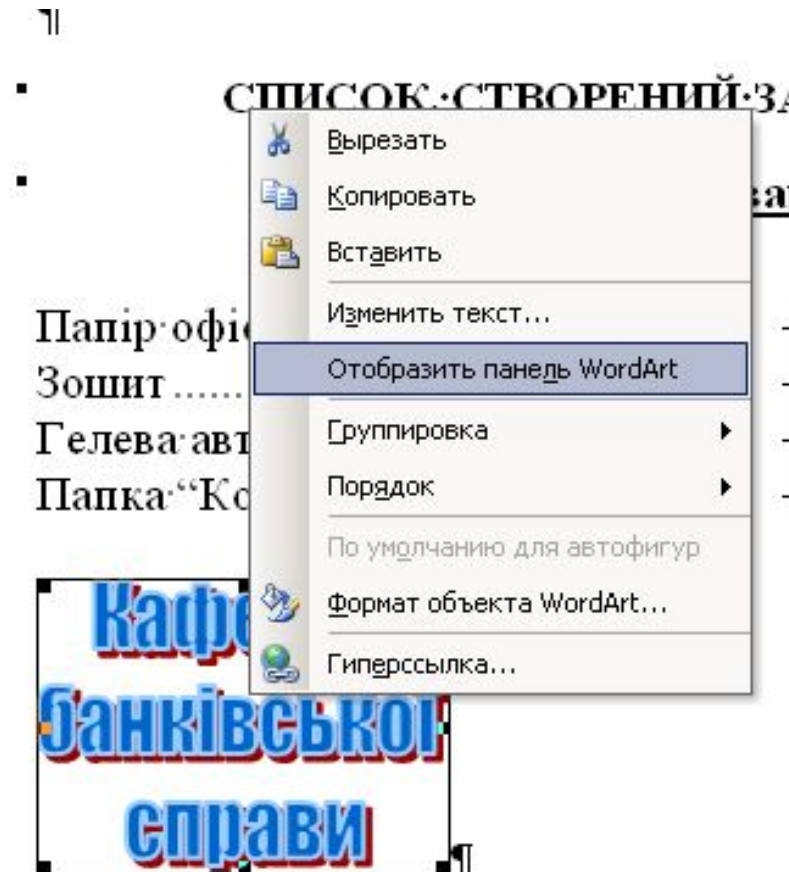 ¶
СПИСОК,·СТВОРЕНИЙ·ЗА
Вырезать
Копировать
Вставить
Изменить текст...
Отобразить панель WordArt
Группировка
Порядок
По умолчанию для автофигур
Формат объекта WordArt...
Гиперссылка...
Папір·офіс
Зошит......
Гелева·авт
Папка·“Ко
Кафе
банківської
справи¶